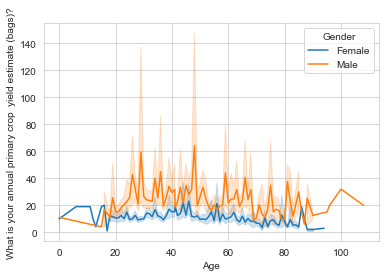 What is your annual primary crop  yield estimate (bags)?
140
120
100
80
60
40
20
0
0 20 40 60 80 100
Age
Gender
Female
Male